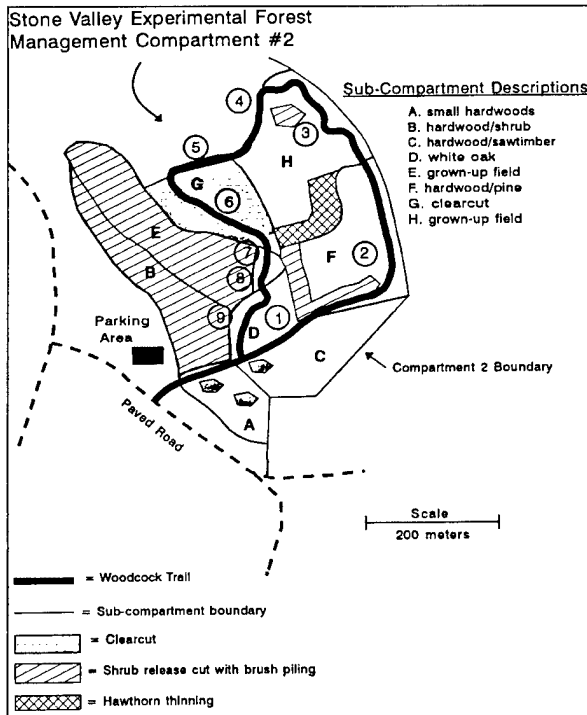 Stone Valley Experimental Forest
Management Compartment #2
Sub-Compartment Descriptions
A. small hardwoods
B. hardwood/shrub
C. hardwood/sawtimber
D. white oak
E. grown-up field
F. hardwood/pine
G. clearcut
H. grown-up field
4
3
5
H
G
6
E
7
F
2
B
8
9
1
D
Parking
Area
C
Compartment 2 Boundary
A
Paved Road
Scale
200 meters
= Woodcock Trail
= Sub-compartment boundary
= Clearcut
= Shrub release cut with brush piling
= Hawthorn thinning